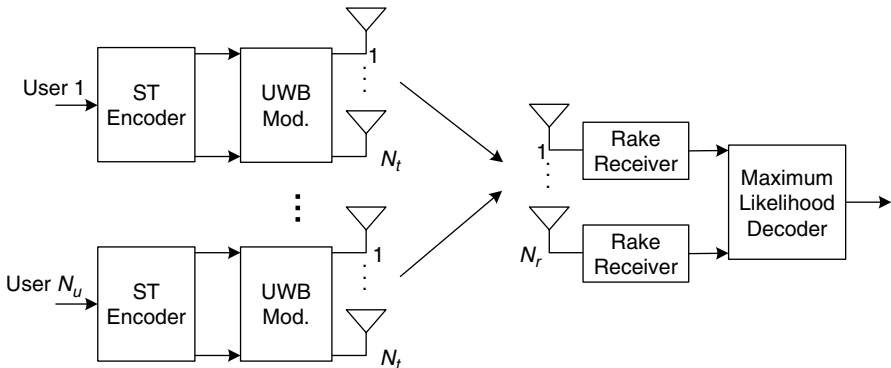 User 1
ST
Encoder
UWB
Mod.
1
N_t
User N_u
ST
Encoder
UWB
Mod.
1
N_t
1
N_r
Rake
Receiver
Rake
Receiver
Maximum
Likelihood
Decoder